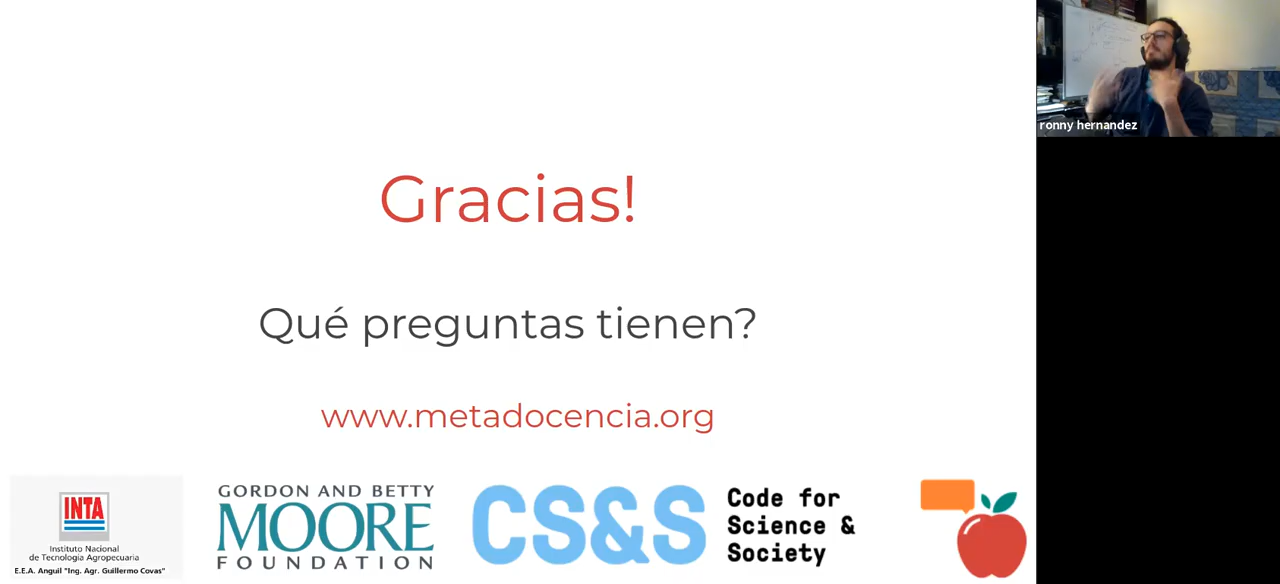 Gracias!
Qué preguntas tienen?
www.metadocencia.org
INTA
Instituto Nacional
de Tecnología Agropecuaria
E.E.A. Anguil "Ing. Agr. Guillermo Covas"
GORDON AND BETTY
MOORE
FOUNDATION
CS&S
Code for
Science &
Society
ronny hernandez